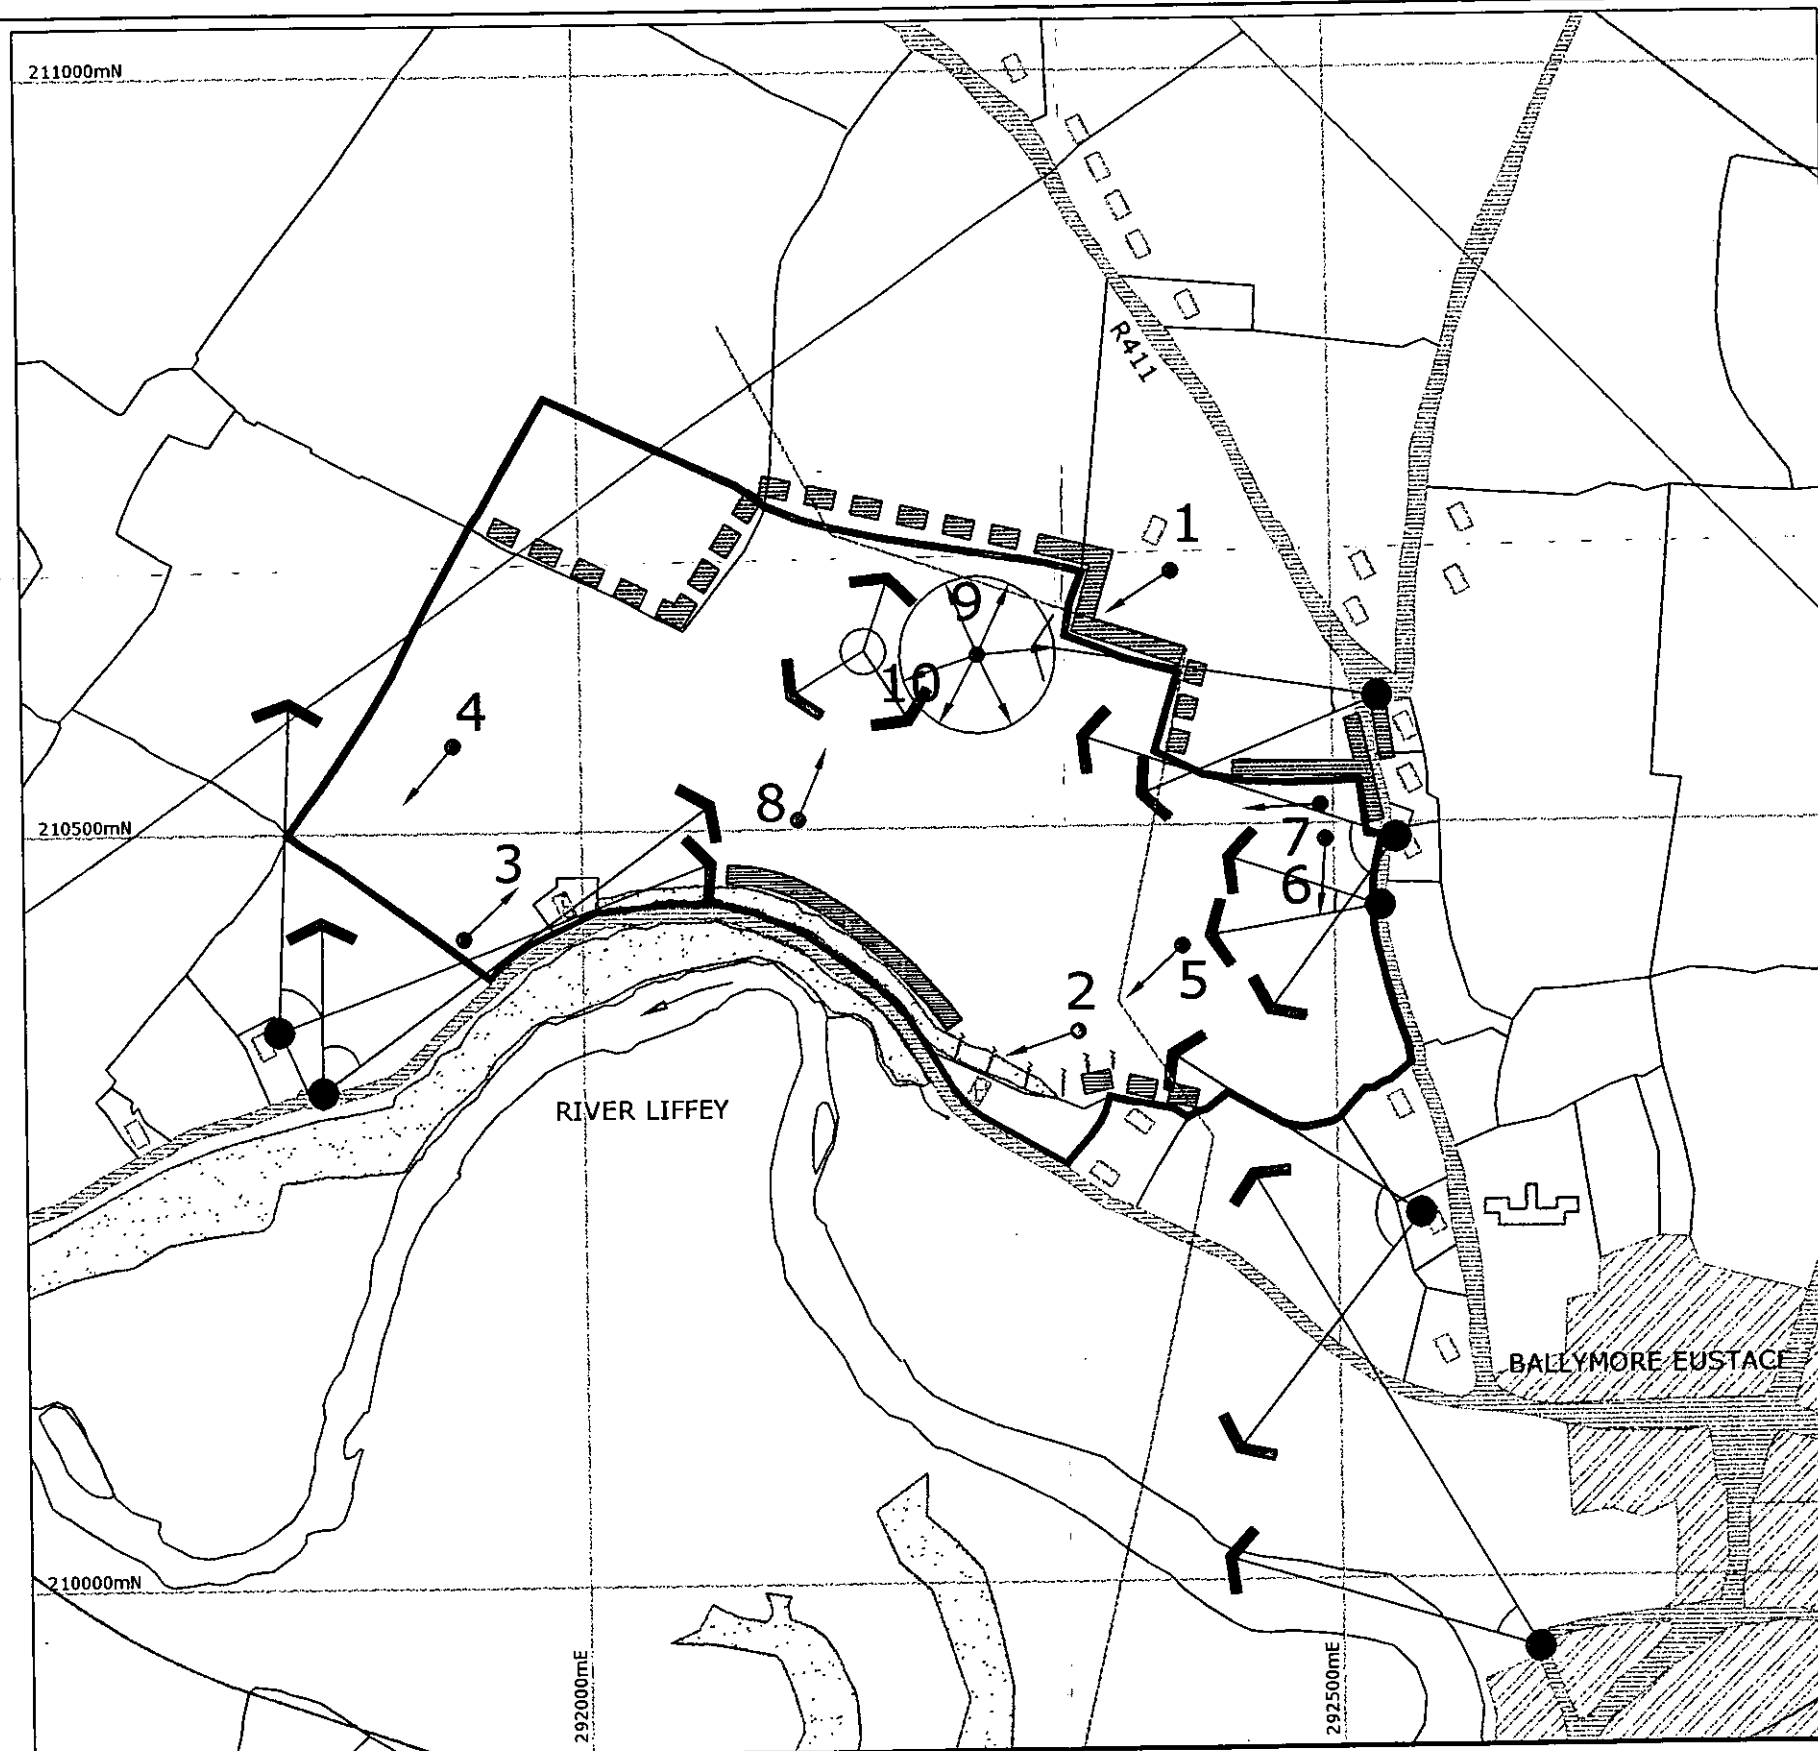 211000mN
R411
1
9
10
4
8
210500mN
7
3
6
5
2
RIVER LIFFEY
BALLYMORE EUSTACE
210000mN
292000mE
292500mE